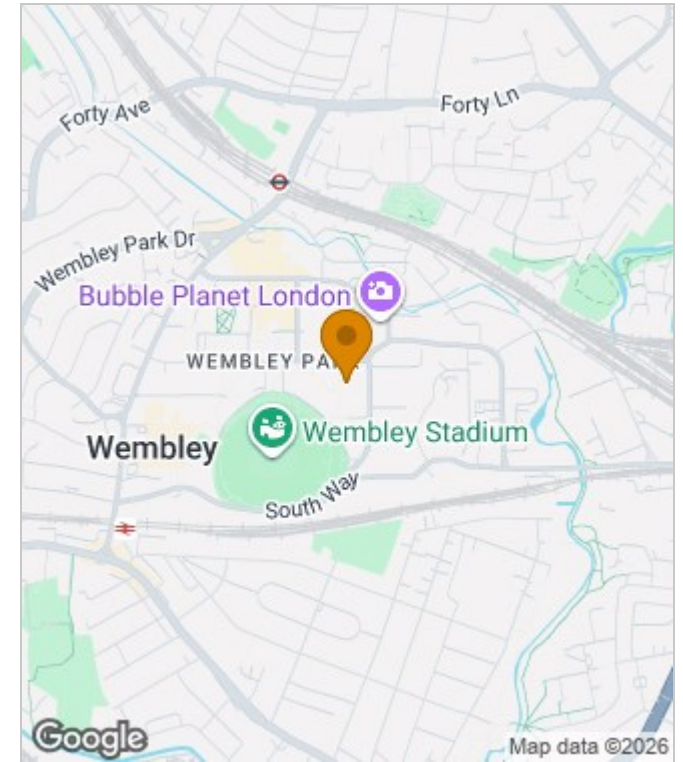 Forty Ave
Forty Ln
Wembley Park Dr
Bubble Planet London
WEMBLEY PA
Wembley Stadium
Wembley
South Way
Google
Map data ©2026